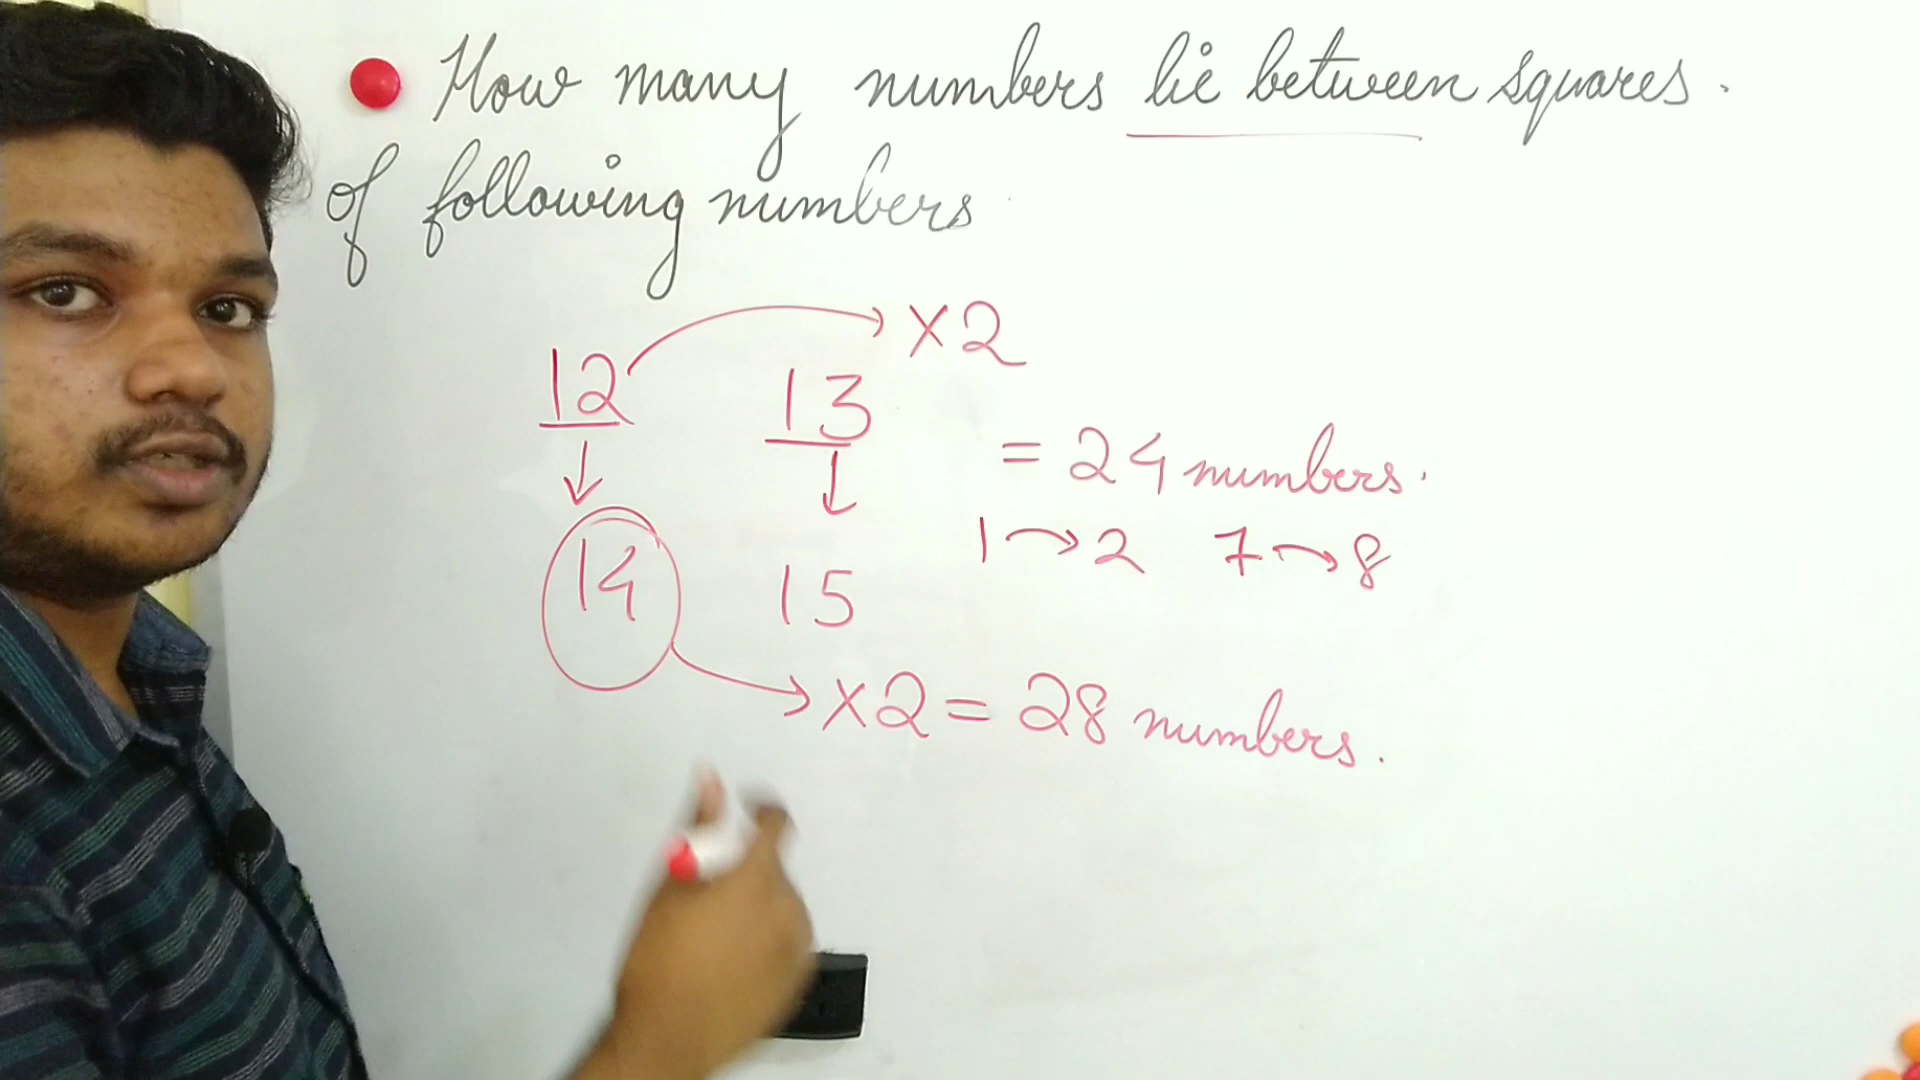 How many numbers lie between squares.
of following numbers
12 → ×2
13
= 24 numbers.
1 → 2 7 → 8
14 15
→ ×2 = 28 numbers.